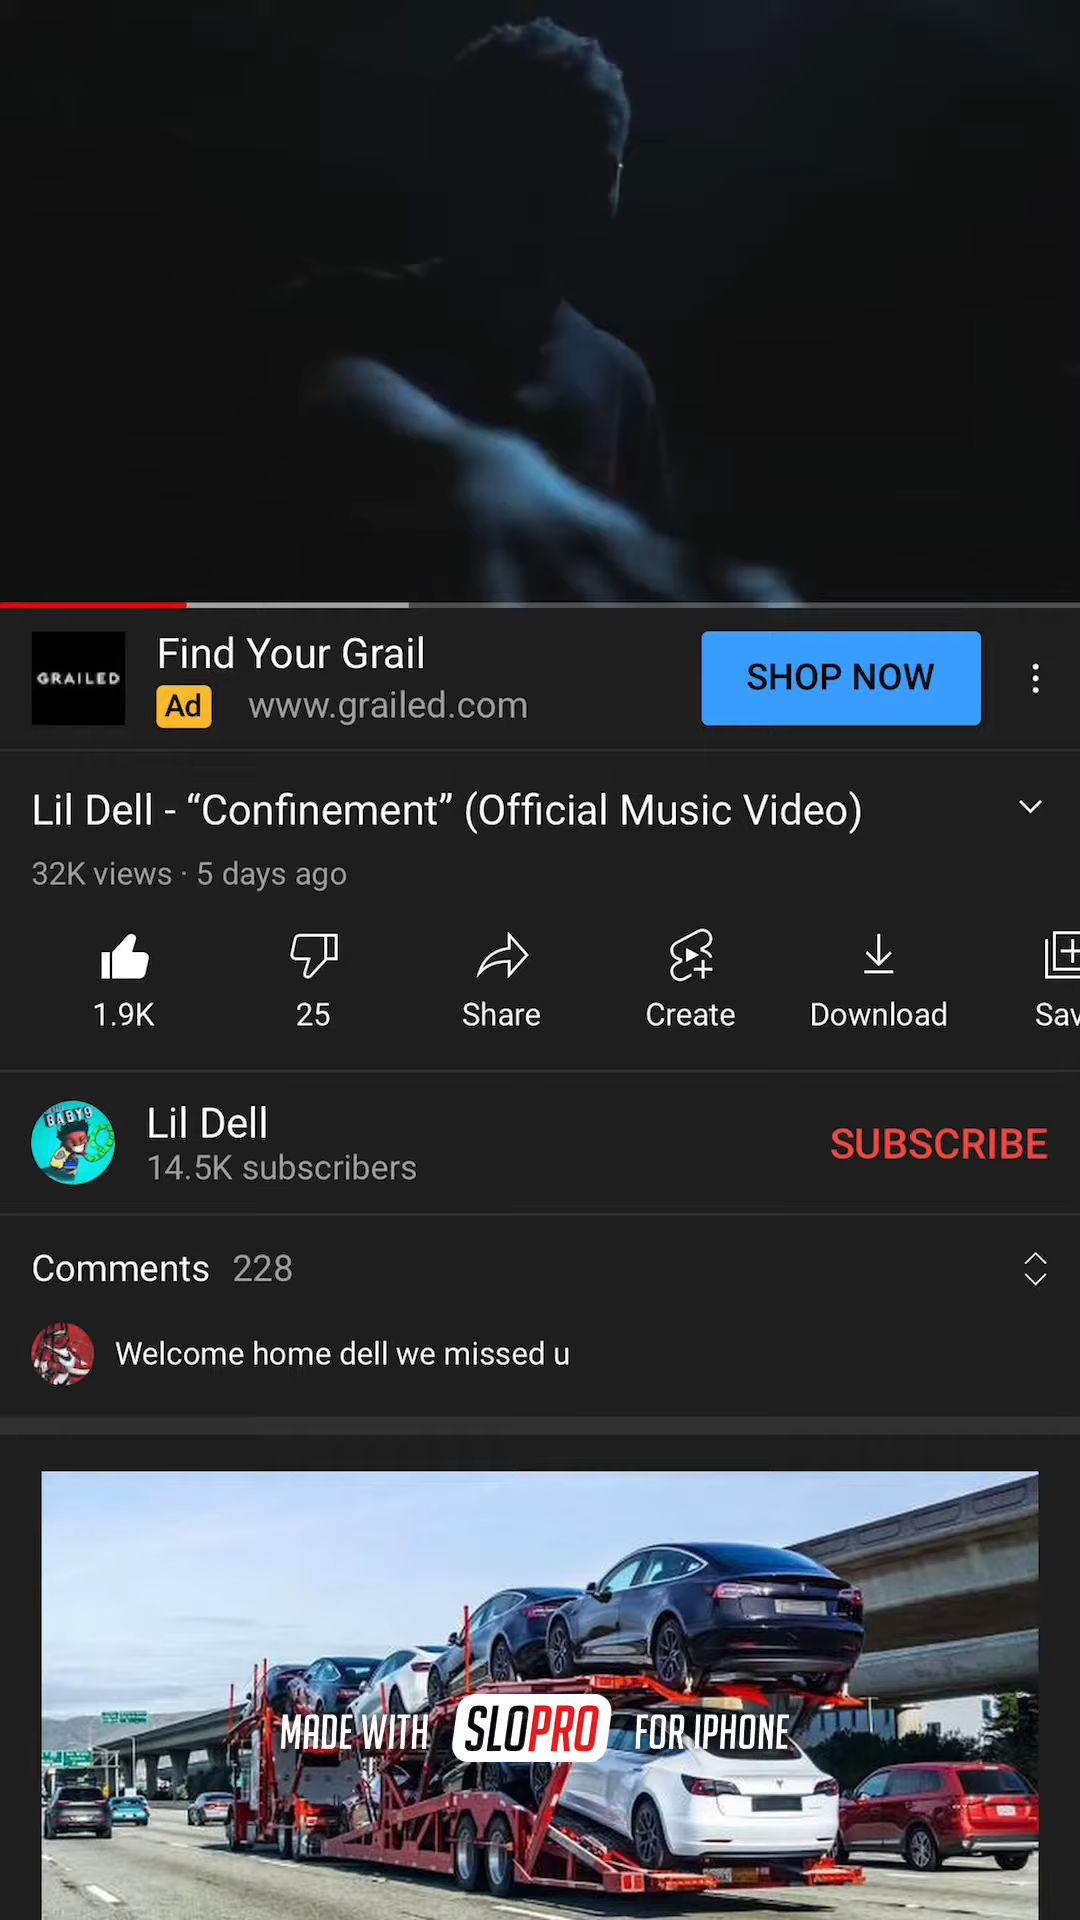 GRAILED
Find Your Grail
SHOP NOW
Ad www.grailed.com
Lil Dell - “Confinement” (Official Music Video)
32K views · 5 days ago
1.9K
25
Share
Create
Download
Sav
BABY9
Lil Dell
14.5K subscribers
SUBSCRIBE
Comments 228
Welcome home dell we missed u
MADE WITH SLOPRO FOR IPHONE